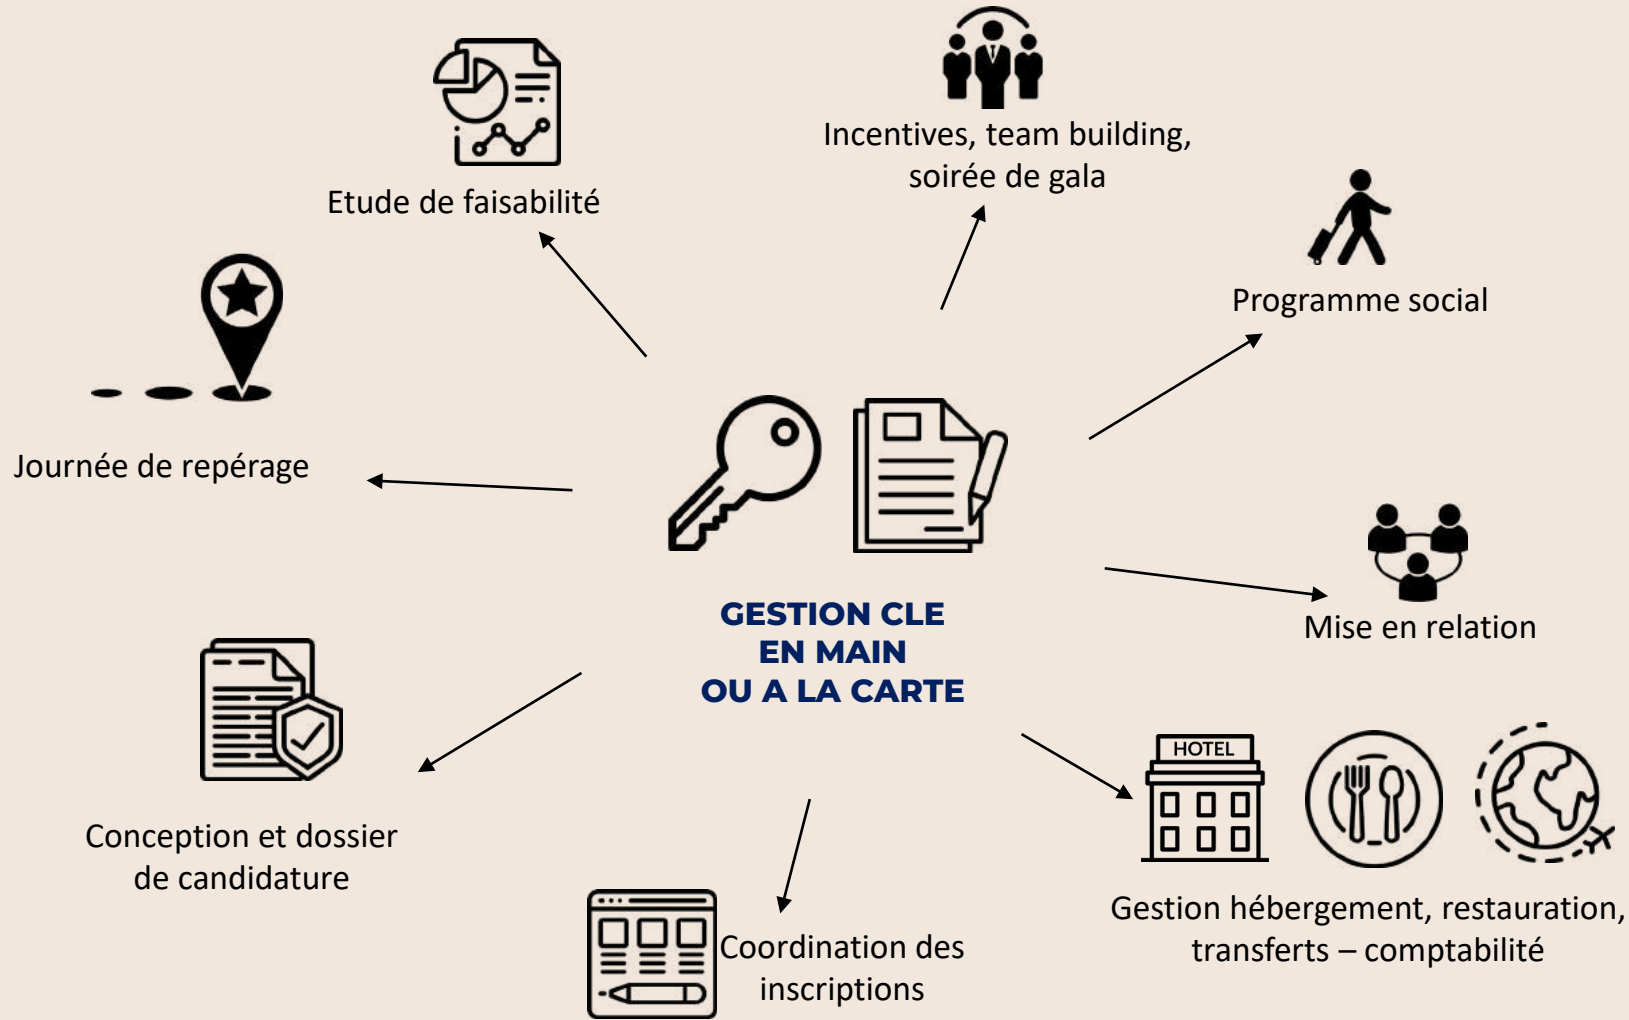 Incentives, team building,
soirée de gala
Etude de faisabilité
Programme social
Journée de repérage
GESTION CLE
EN MAIN
OU A LA CARTE
Mise en relation
HOTEL
Conception et dossier
de candidature
Gestion hébergement, restauration,
transferts – comptabilité
Coordination des
inscriptions